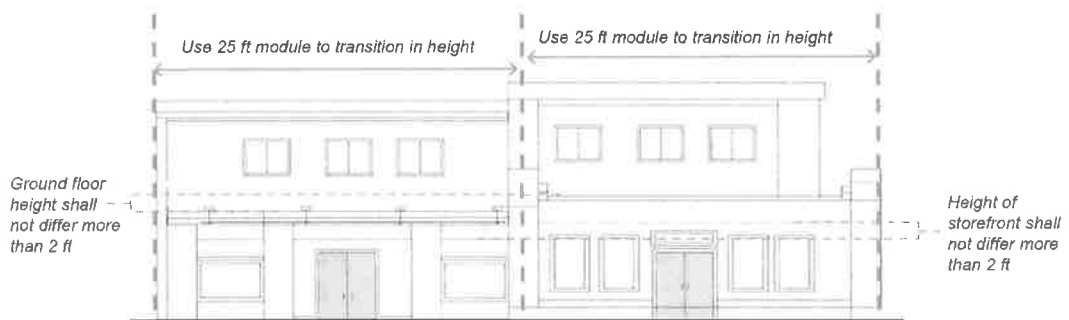 Use 25 ft module to transition in height
Use 25 ft module to transition in height
Ground floor
height shall
not differ more
than 2 ft
Height of
storefront shall
not differ more
than 2 ft